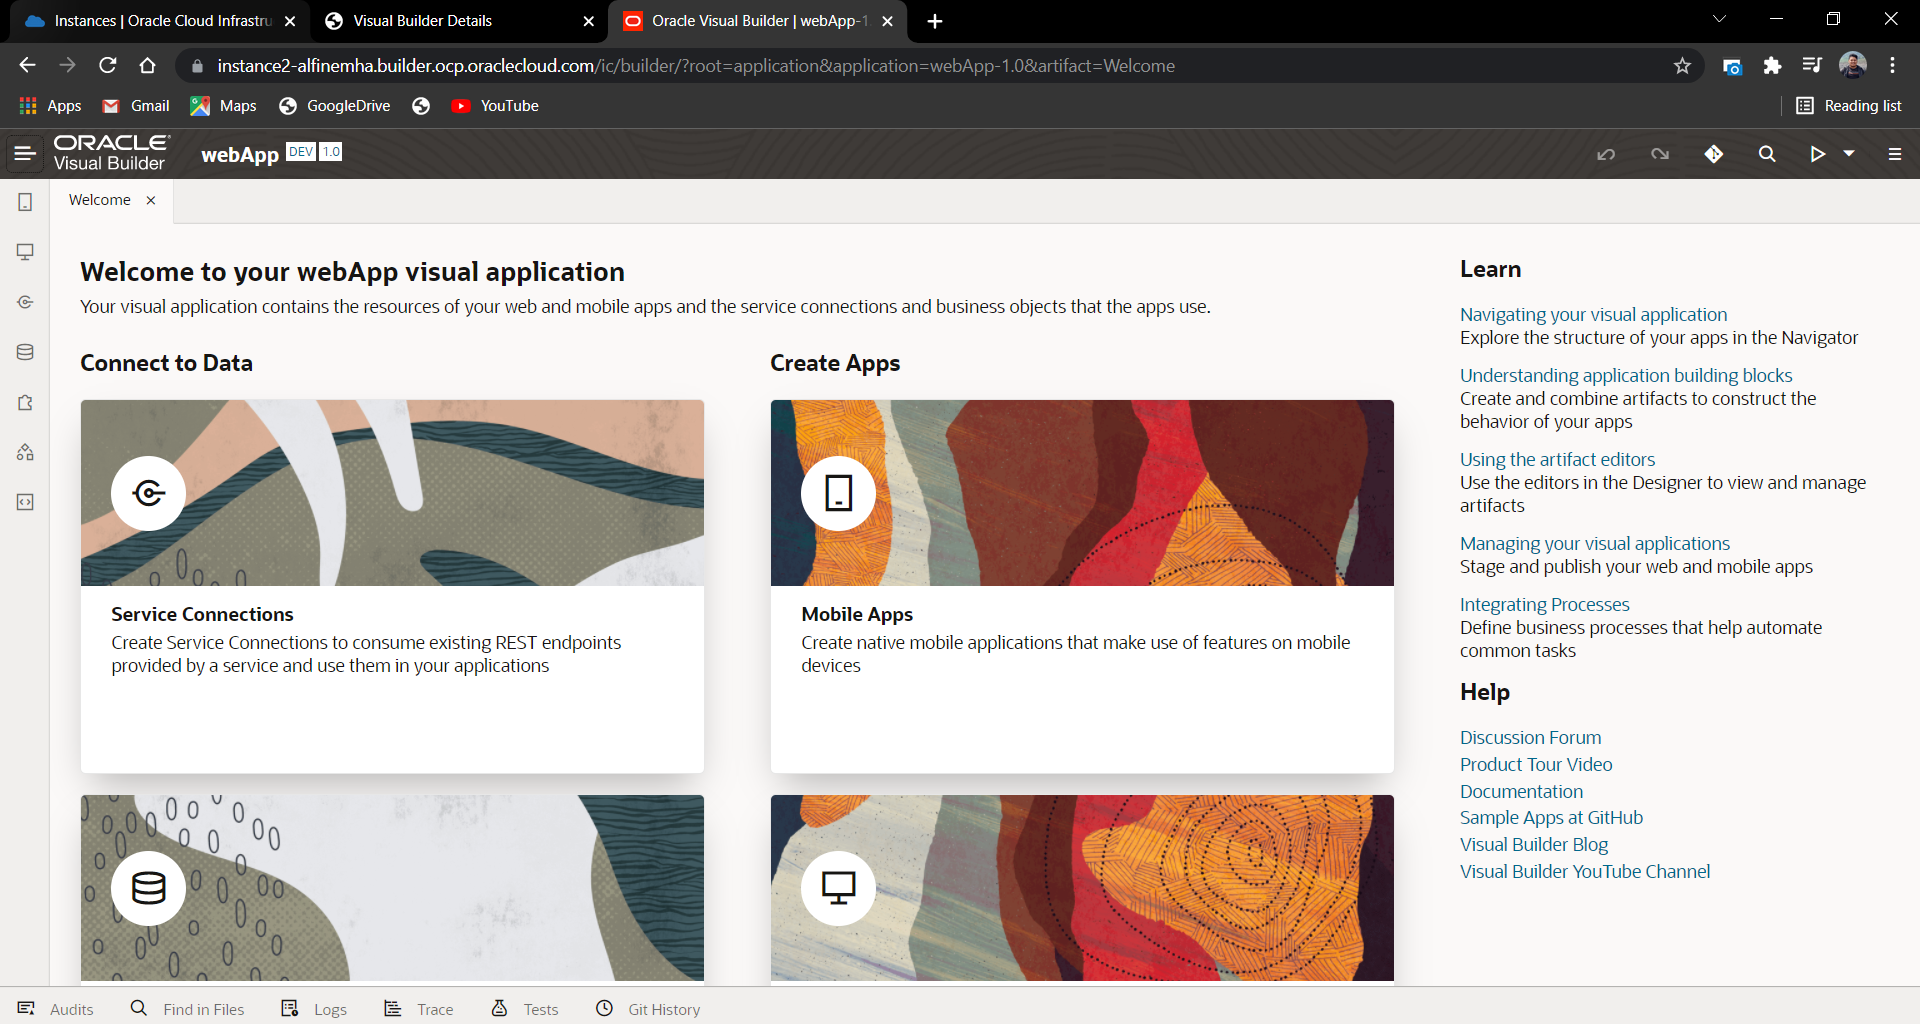 Instances | Oracle Cloud Infrastru
Visual Builder Details
Oracle Visual Builder | webApp-1.
instance2-alfinemha.builder.ocp.oraclecloud.com/ic/builder/?root=application&application=webApp-1.0&artifact=Welcome
Apps
Gmail
Maps
GoogleDrive
YouTube
Reading list
ORACLE
Visual Builder
webApp
DEV
1.0
Welcome
Welcome to your webApp visual application
Your visual application contains the resources of your web and mobile apps and the service connections and business objects that the apps use.
Connect to Data
Service Connections
Create Service Connections to consume existing REST endpoints
provided by a service and use them in your applications
Create Apps
Mobile Apps
Create native mobile applications that make use of features on mobile
devices
Learn
Navigating your visual application
Explore the structure of your apps in the Navigator
Understanding application building blocks
Create and combine artifacts to construct the
behavior of your apps
Using the artifact editors
Use the editors in the Designer to view and manage
artifacts
Managing your visual applications
Stage and publish your web and mobile apps
Integrating Processes
Define business processes that help automate
common tasks
Help
Discussion Forum
Product Tour Video
Documentation
Sample Apps at GitHub
Visual Builder Blog
Visual Builder YouTube Channel
Audits
Find in Files
Logs
Trace
Tests
Git History